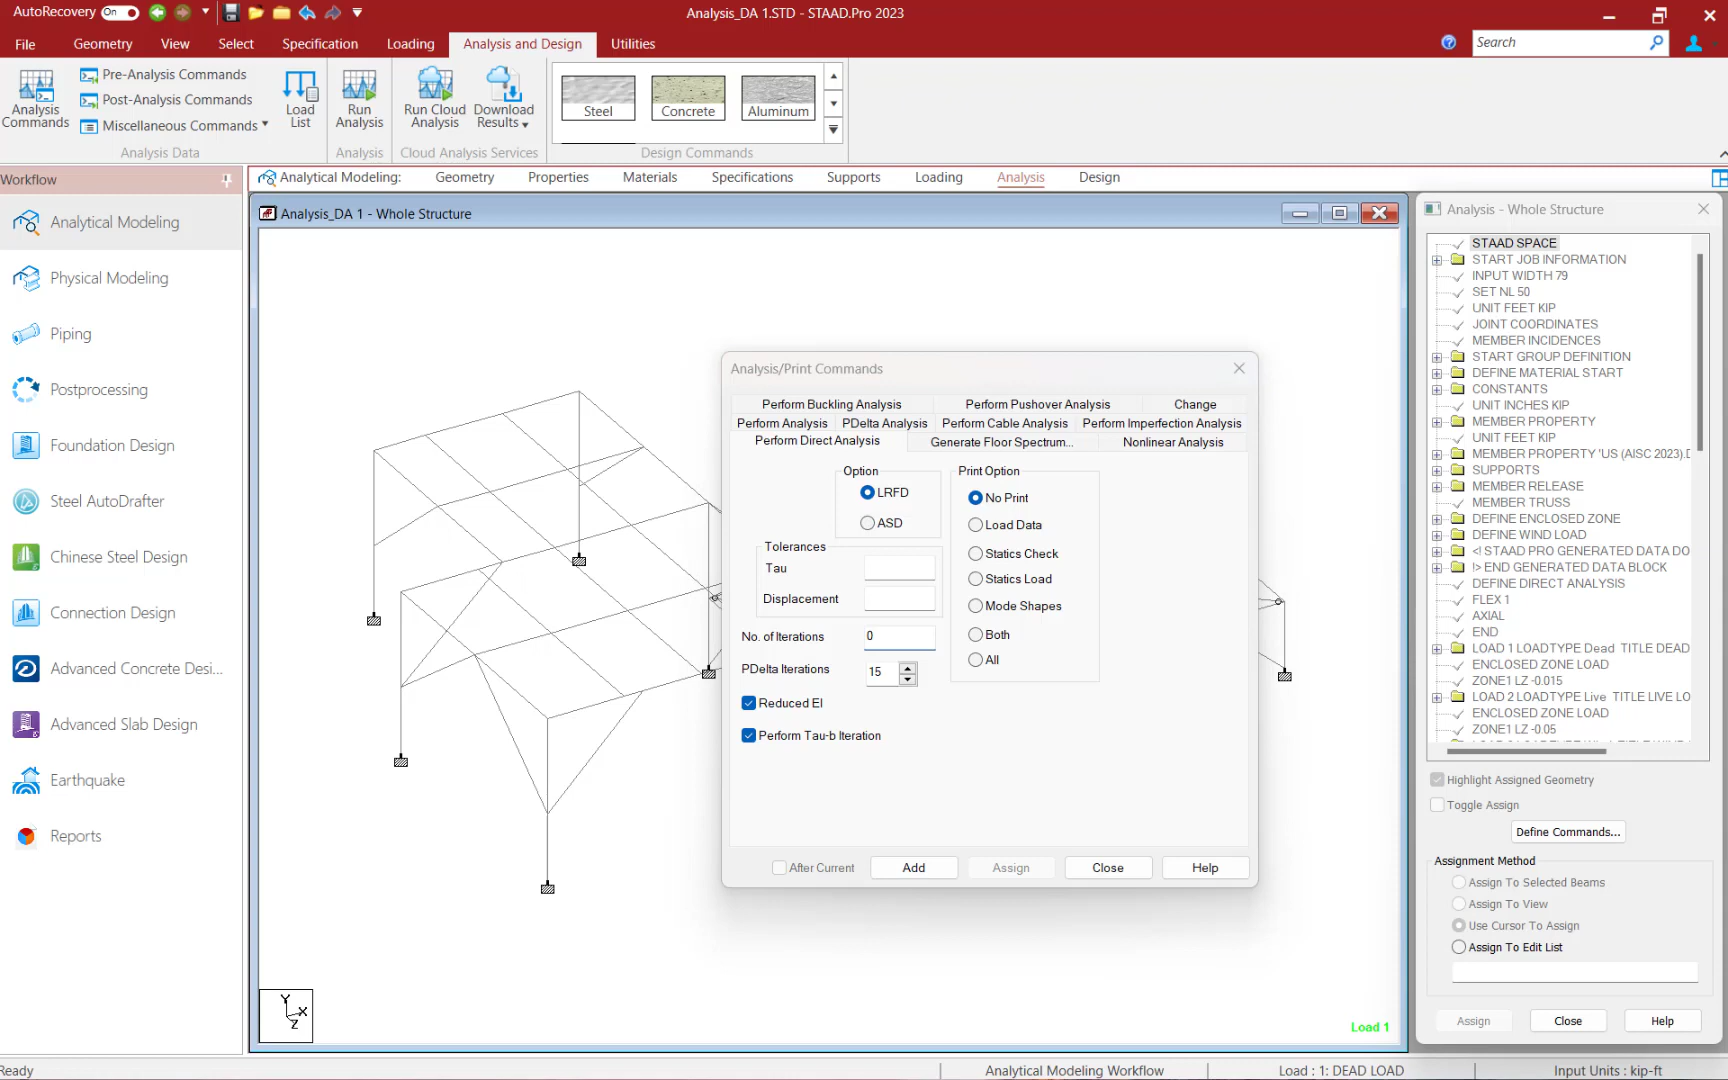 AutoRecovery On
Analysis_DA 1.STD - STAAD.Pro 2023
File Geometry View Select Specification Loading Analysis and Design Utilities
Search
Analysis Commands
Pre-Analysis Commands
Post-Analysis Commands
Miscellaneous Commands
Analysis Data
Load List
Run Analysis
Analysis
Run Cloud Analysis
Download Results
Cloud Analysis Services
Steel
Concrete
Aluminum
Design Commands
Workflow
Analytical Modeling: Geometry Properties Materials Specifications Supports Loading Analysis Design
Analytical Modeling
Physical Modeling
Piping
Postprocessing
Foundation Design
Steel AutoDrafter
Chinese Steel Design
Connection Design
Advanced Concrete Desi...
Advanced Slab Design
Earthquake
Reports
Analysis_DA 1 - Whole Structure
Analysis/Print Commands
Perform Buckling Analysis Perform Pushover Analysis Change
Perform Analysis PDelta Analysis Perform Cable Analysis Perform Imperfection Analysis
Perform Direct Analysis Generate Floor Spectrum... Nonlinear Analysis
Option
LRFD
ASD
Tolerances
Tau
Displacement
No. of Iterations 0
PDelta Iterations 15
Reduced EI
Perform Tau-b Iteration
Print Option
No Print
Load Data
Statics Check
Statics Load
Mode Shapes
Both
All
After Current Add Assign Close Help
Y
X
Z
Load 1
Analysis - Whole Structure
STAAD SPACE
START JOB INFORMATION
INPUT WIDTH 79
SET NL 50
UNIT FEET KIP
JOINT COORDINATES
MEMBER INCIDENCES
START GROUP DEFINITION
DEFINE MATERIAL START
CONSTANTS
UNIT INCHES KIP
MEMBER PROPERTY
UNIT FEET KIP
MEMBER PROPERTY 'US (AISC 2023).D
SUPPORTS
MEMBER RELEASE
MEMBER TRUSS
DEFINE ENCLOSED ZONE
DEFINE WIND LOAD
<! STAAD PRO GENERATED DATA DO
!> END GENERATED DATA BLOCK
DEFINE DIRECT ANALYSIS
FLEX 1
AXIAL
END
LOAD 1 LOADTYPE Dead TITLE DEAD
ENCLOSED ZONE LOAD
ZONE1 LZ -0.015
LOAD 2 LOADTYPE Live TITLE LIVE LO
ENCLOSED ZONE LOAD
ZONE1 LZ -0.05
Highlight Assigned Geometry
Toggle Assign
Define Commands...
Assignment Method
Assign To Selected Beams
Assign To View
Use Cursor To Assign
Assign To Edit List
Assign Close Help
Ready
Analytical Modeling Workflow
Load : 1: DEAD LOAD
Input Units : kip-ft